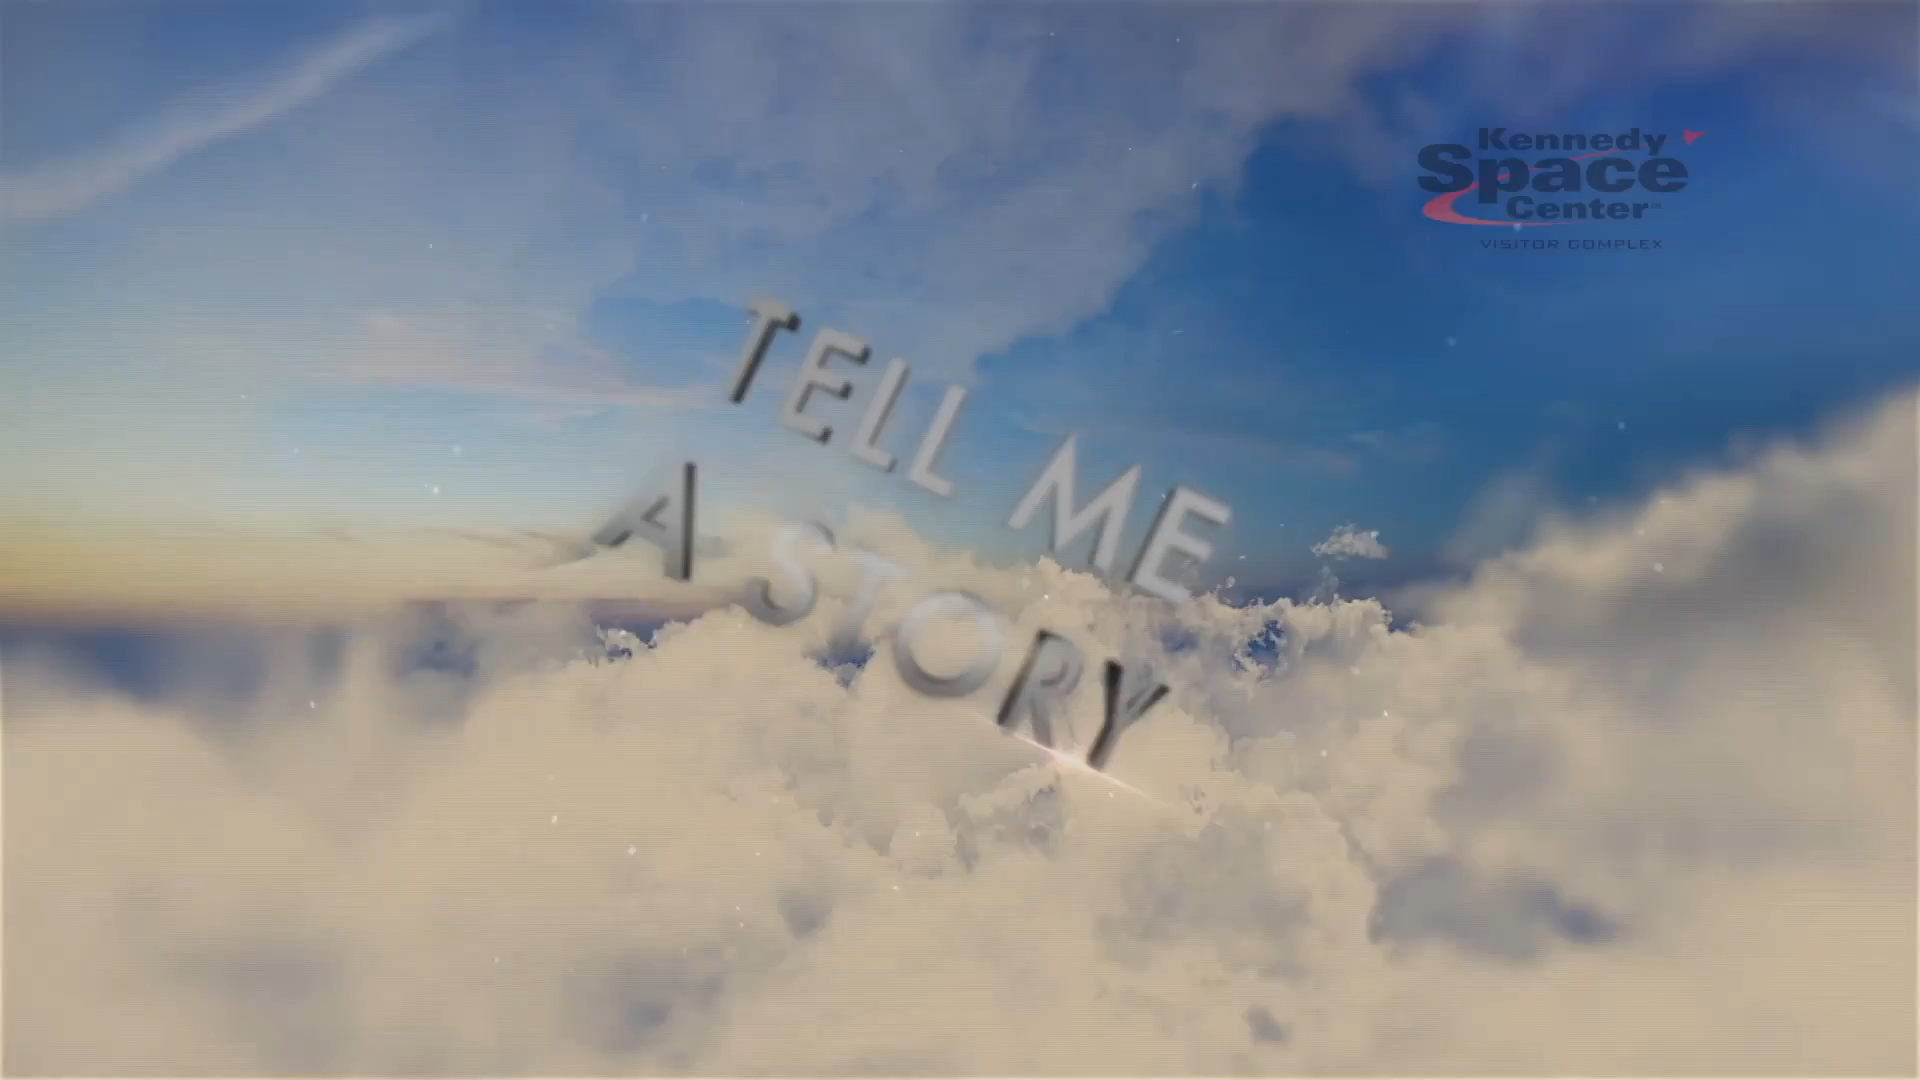 Kennedy
Space
Center
VISITOR COMPLEX
TELL ME
A STORY